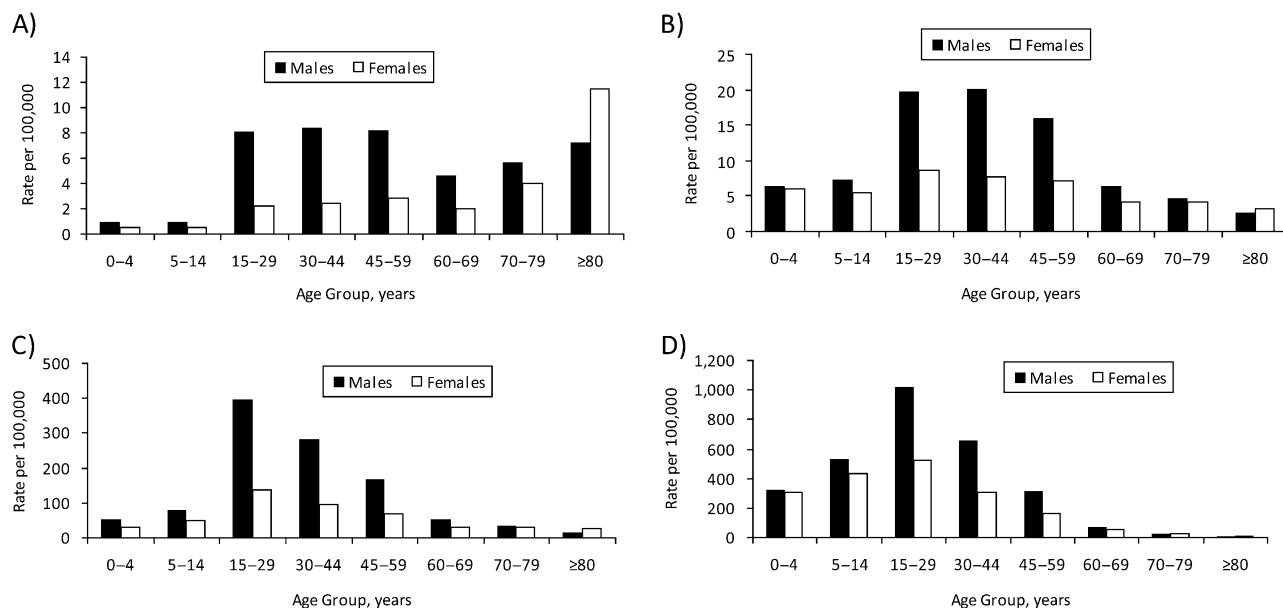 A)
Males Females
Rate per 100,000
14
12
10
8
6
4
2
0
0–4 5–14 15–29 30–44 45–59 60–69 70–79 ≥80
Age Group, years
B)
Males Females
Rate per 100,000
25
20
15
10
5
0
0–4 5–14 15–29 30–44 45–59 60–69 70–79 ≥80
Age Group, years
C)
Males Females
Rate per 100,000
500
400
300
200
100
0
0–4 5–14 15–29 30–44 45–59 60–69 70–79 ≥80
Age Group, years
D)
Males Females
Rate per 100,000
1,200
1,000
800
600
400
200
0
0–4 5–14 15–29 30–44 45–59 60–69 70–79 ≥80
Age Group, years